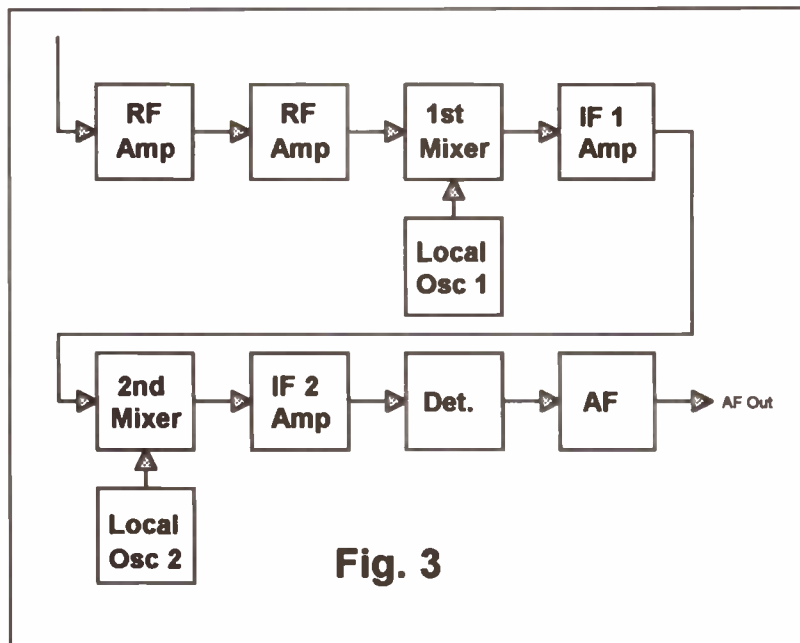 RF
Amp
RF
Amp
1st
Mixer
IF 1
Amp
Local
Osc 1
2nd
Mixer
IF 2
Amp
Det.
AF
AF Out
Local
Osc 2
Fig. 3